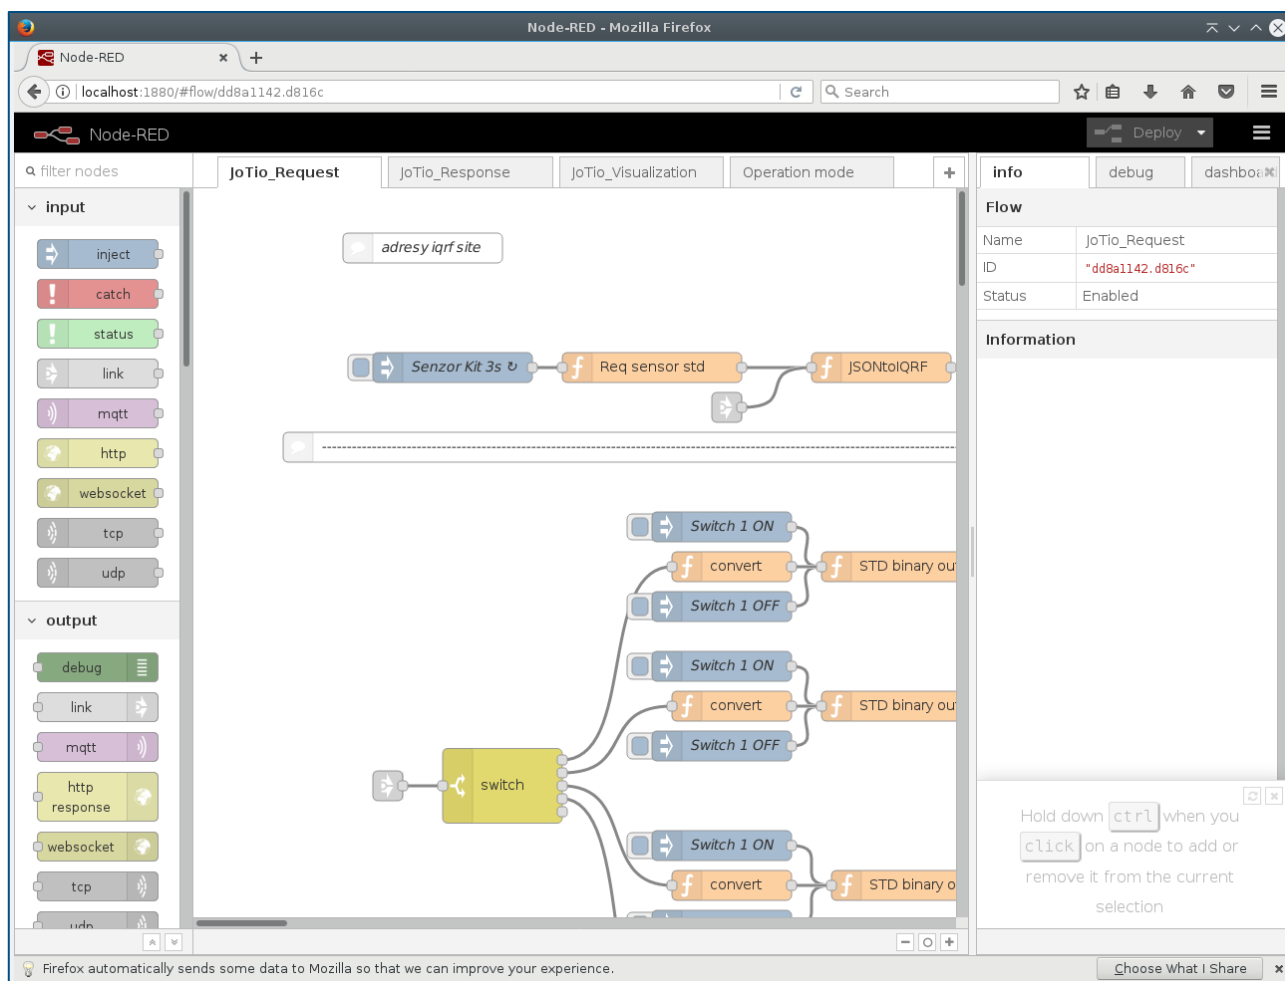 Node-RED - Mozilla Firefox
Node-RED
localhost:1880/#flow/dd8a1142.d816c
Search
Node-RED
Deploy
filter nodes
JoTio_Request
JoTio_Response
JoTio_Visualization
Operation mode
info
debug
dashboa
input
inject
catch
status
link
mqtt
http
websocket
tcp
udp
output
debug
link
mqtt
http
response
websocket
tcp
udp
adresy iqrf site
Senzor Kit 3s ↻
Req sensor std
JSONtoIQRF
Switch 1 ON
convert
STD binary ou
Switch 1 OFF
Switch 1 ON
convert
STD binary ou
Switch 1 OFF
switch
Switch 1 ON
convert
STD binary o
Flow
Name JoTio_Request
ID "dd8a1142.d816c"
Status Enabled
Information
Hold down ctrl when you
click on a node to add or
remove it from the current
selection
Firefox automatically sends some data to Mozilla so that we can improve your experience.
Choose What I Share